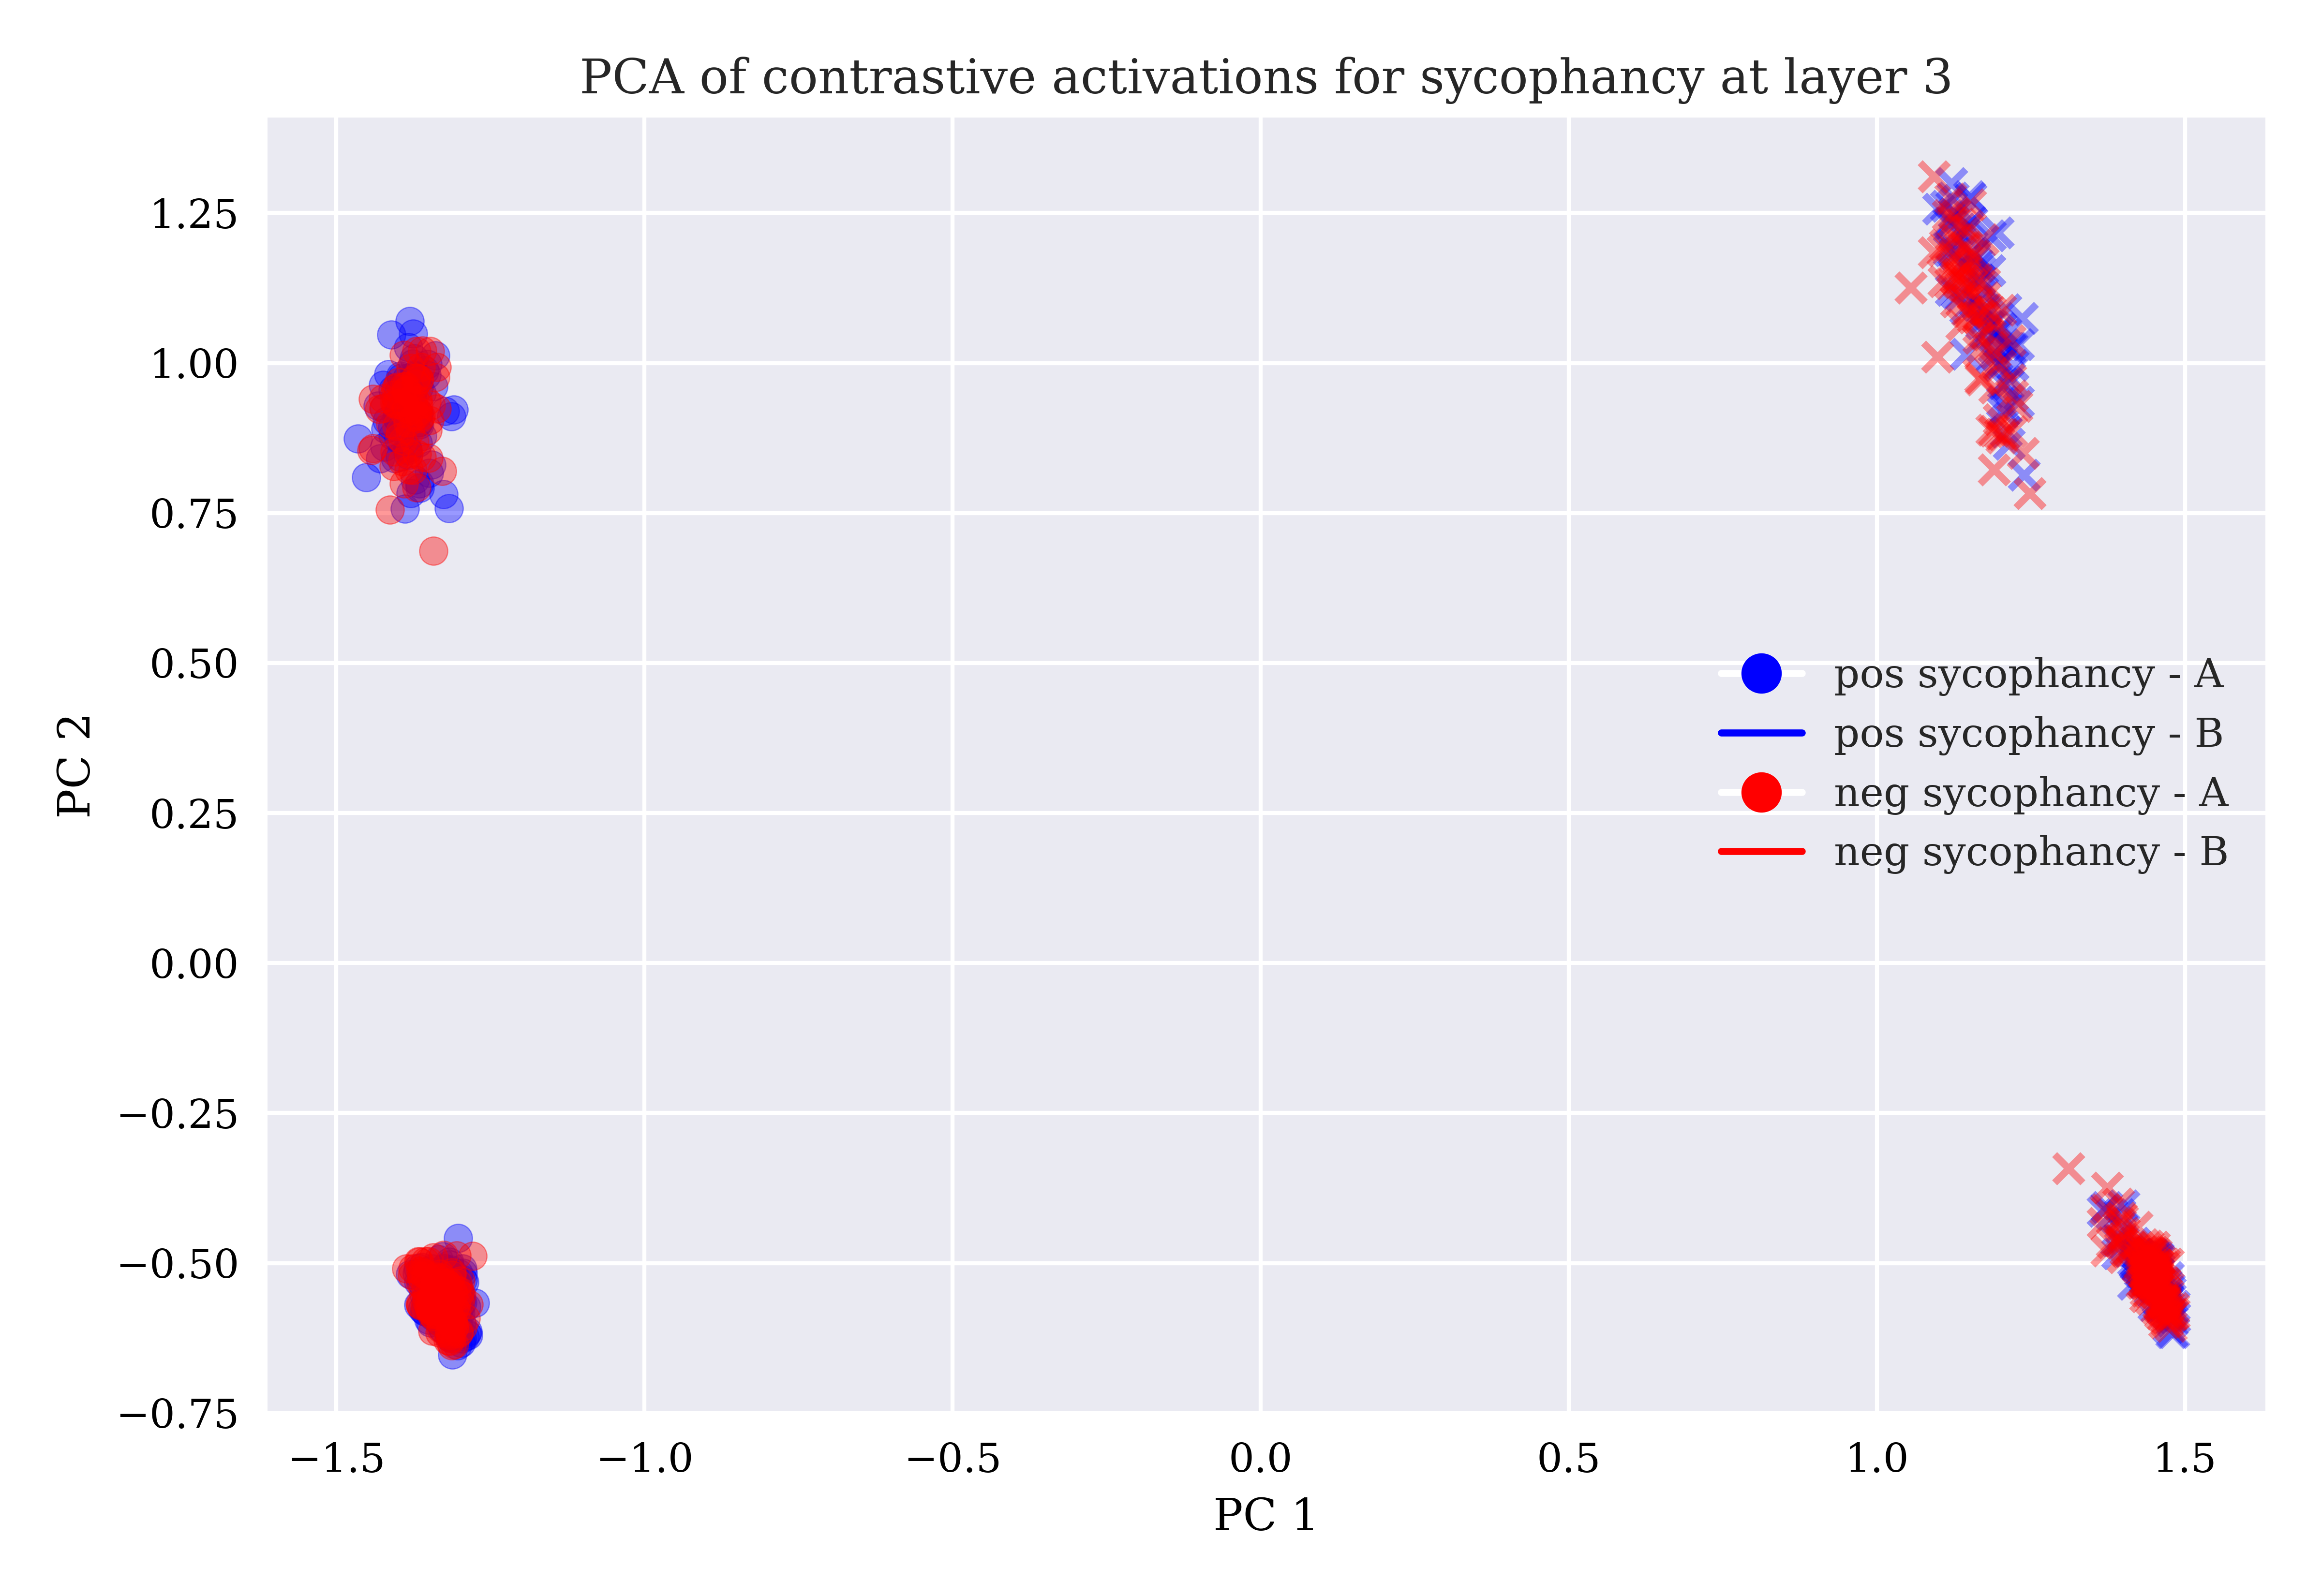 PCA of contrastive activations for sycophancy at layer 3
1.25
1.00
0.75
0.50
0.25
0.00
−0.25
−0.50
−0.75
PC 2
pos sycophancy - A
pos sycophancy - B
neg sycophancy - A
neg sycophancy - B
−1.5 −1.0 −0.5 0.0 0.5 1.0 1.5
PC 1